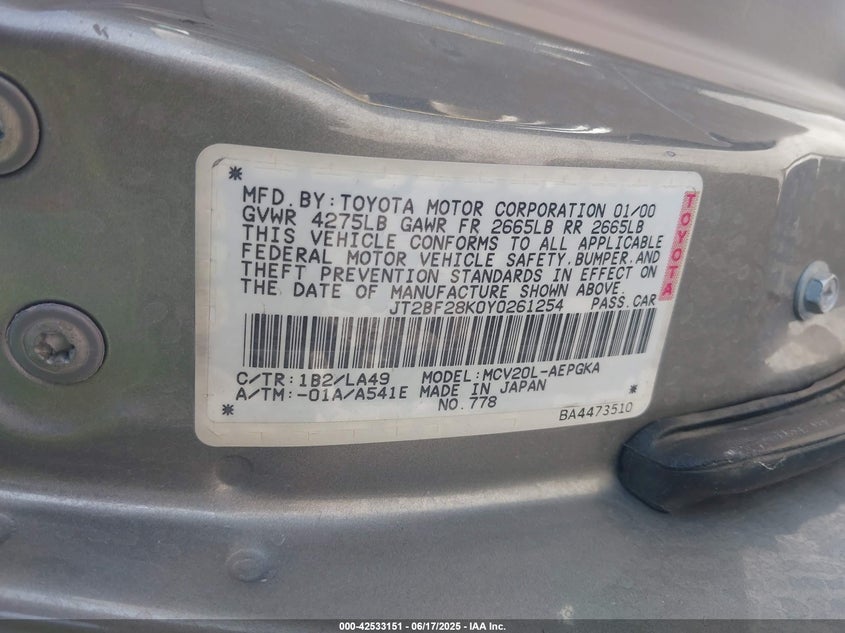 *
MFD. BY: TOYOTA MOTOR CORPORATION 01/00
GVWR 4275LB GAWR FR 2665LB RR 2665LB
THIS VEHICLE CONFORMS TO ALL APPLICABLE
FEDERAL MOTOR VEHICLE SAFETY, BUMPER, AND
THEFT PREVENTION STANDARDS IN EFFECT ON
THE DATE OF MANUFACTURE SHOWN ABOVE.
JT2BF28K0Y0261254 PASS. CAR
TOYOTA
C/TR: 1B2/LA49 MODEL: MCV20L-AEPGKA
A/TM: -01A/A541E MADE IN JAPAN
*
* NO. 778
BA4473510
000-42533151 | 06/17/2025 | IAA Inc.